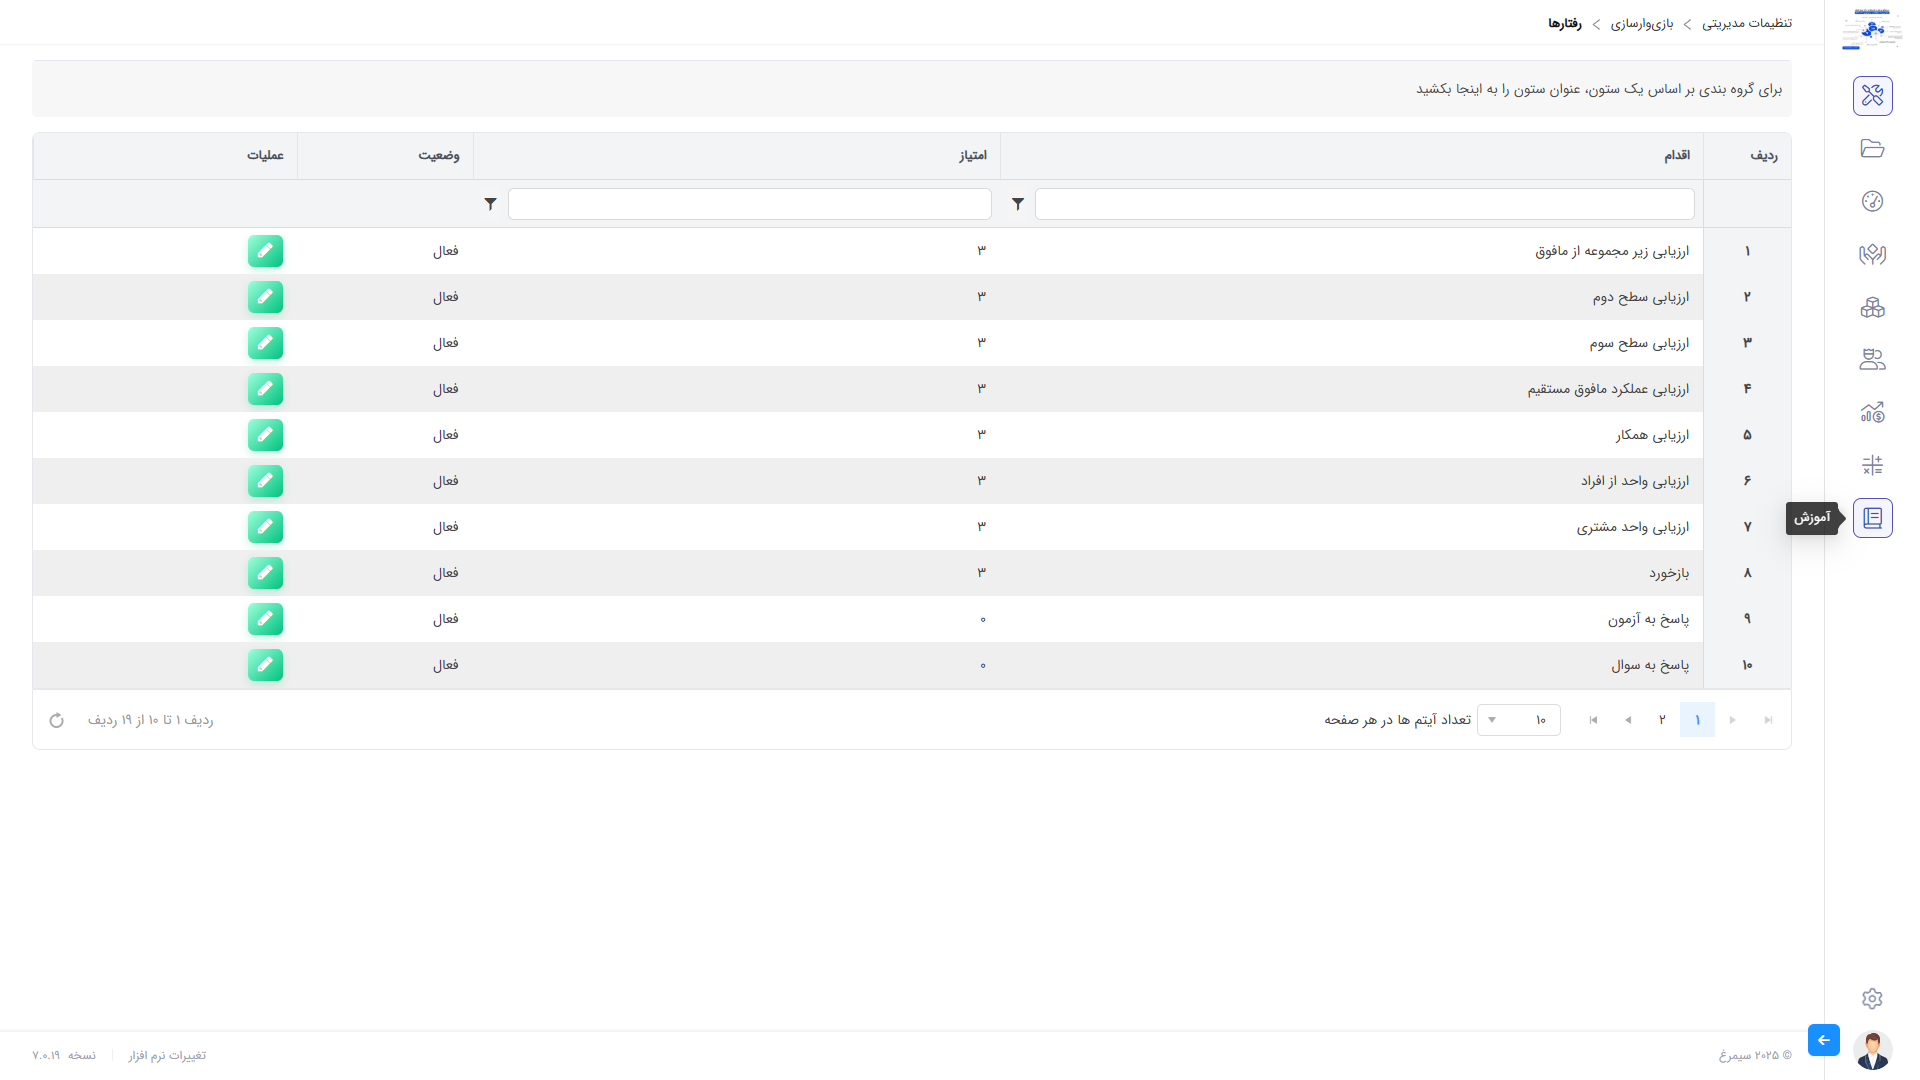 تنظیمات مدیریتی > بازی‌وارسازی > رفتارها
برای گروه بندی بر اساس یک ستون، عنوان ستون را به اینجا بکشید
ردیف اقدام امتیاز وضعیت عملیات
۱ ارزیابی زیر مجموعه از مافوق ۳ فعال
۲ ارزیابی سطح دوم ۳ فعال
۳ ارزیابی سطح سوم ۳ فعال
۴ ارزیابی عملکرد مافوق مستقیم ۳ فعال
۵ ارزیابی همکار ۳ فعال
۶ ارزیابی واحد از افراد ۳ فعال
آموزش
۷ ارزیابی واحد مشتری ۳ فعال
۸ بازخورد ۳ فعال
۹ پاسخ به آزمون ۰ فعال
۱۰ پاسخ به سوال ۰ فعال
۱ ۲ ۱۰ تعداد آیتم ها در هر صفحه ردیف ۱ تا ۱۰ از ۱۹ ردیف
© ۲۰۲۵ سیمرغ تغییرات نرم افزار نسخه ۷.۰.۱۹